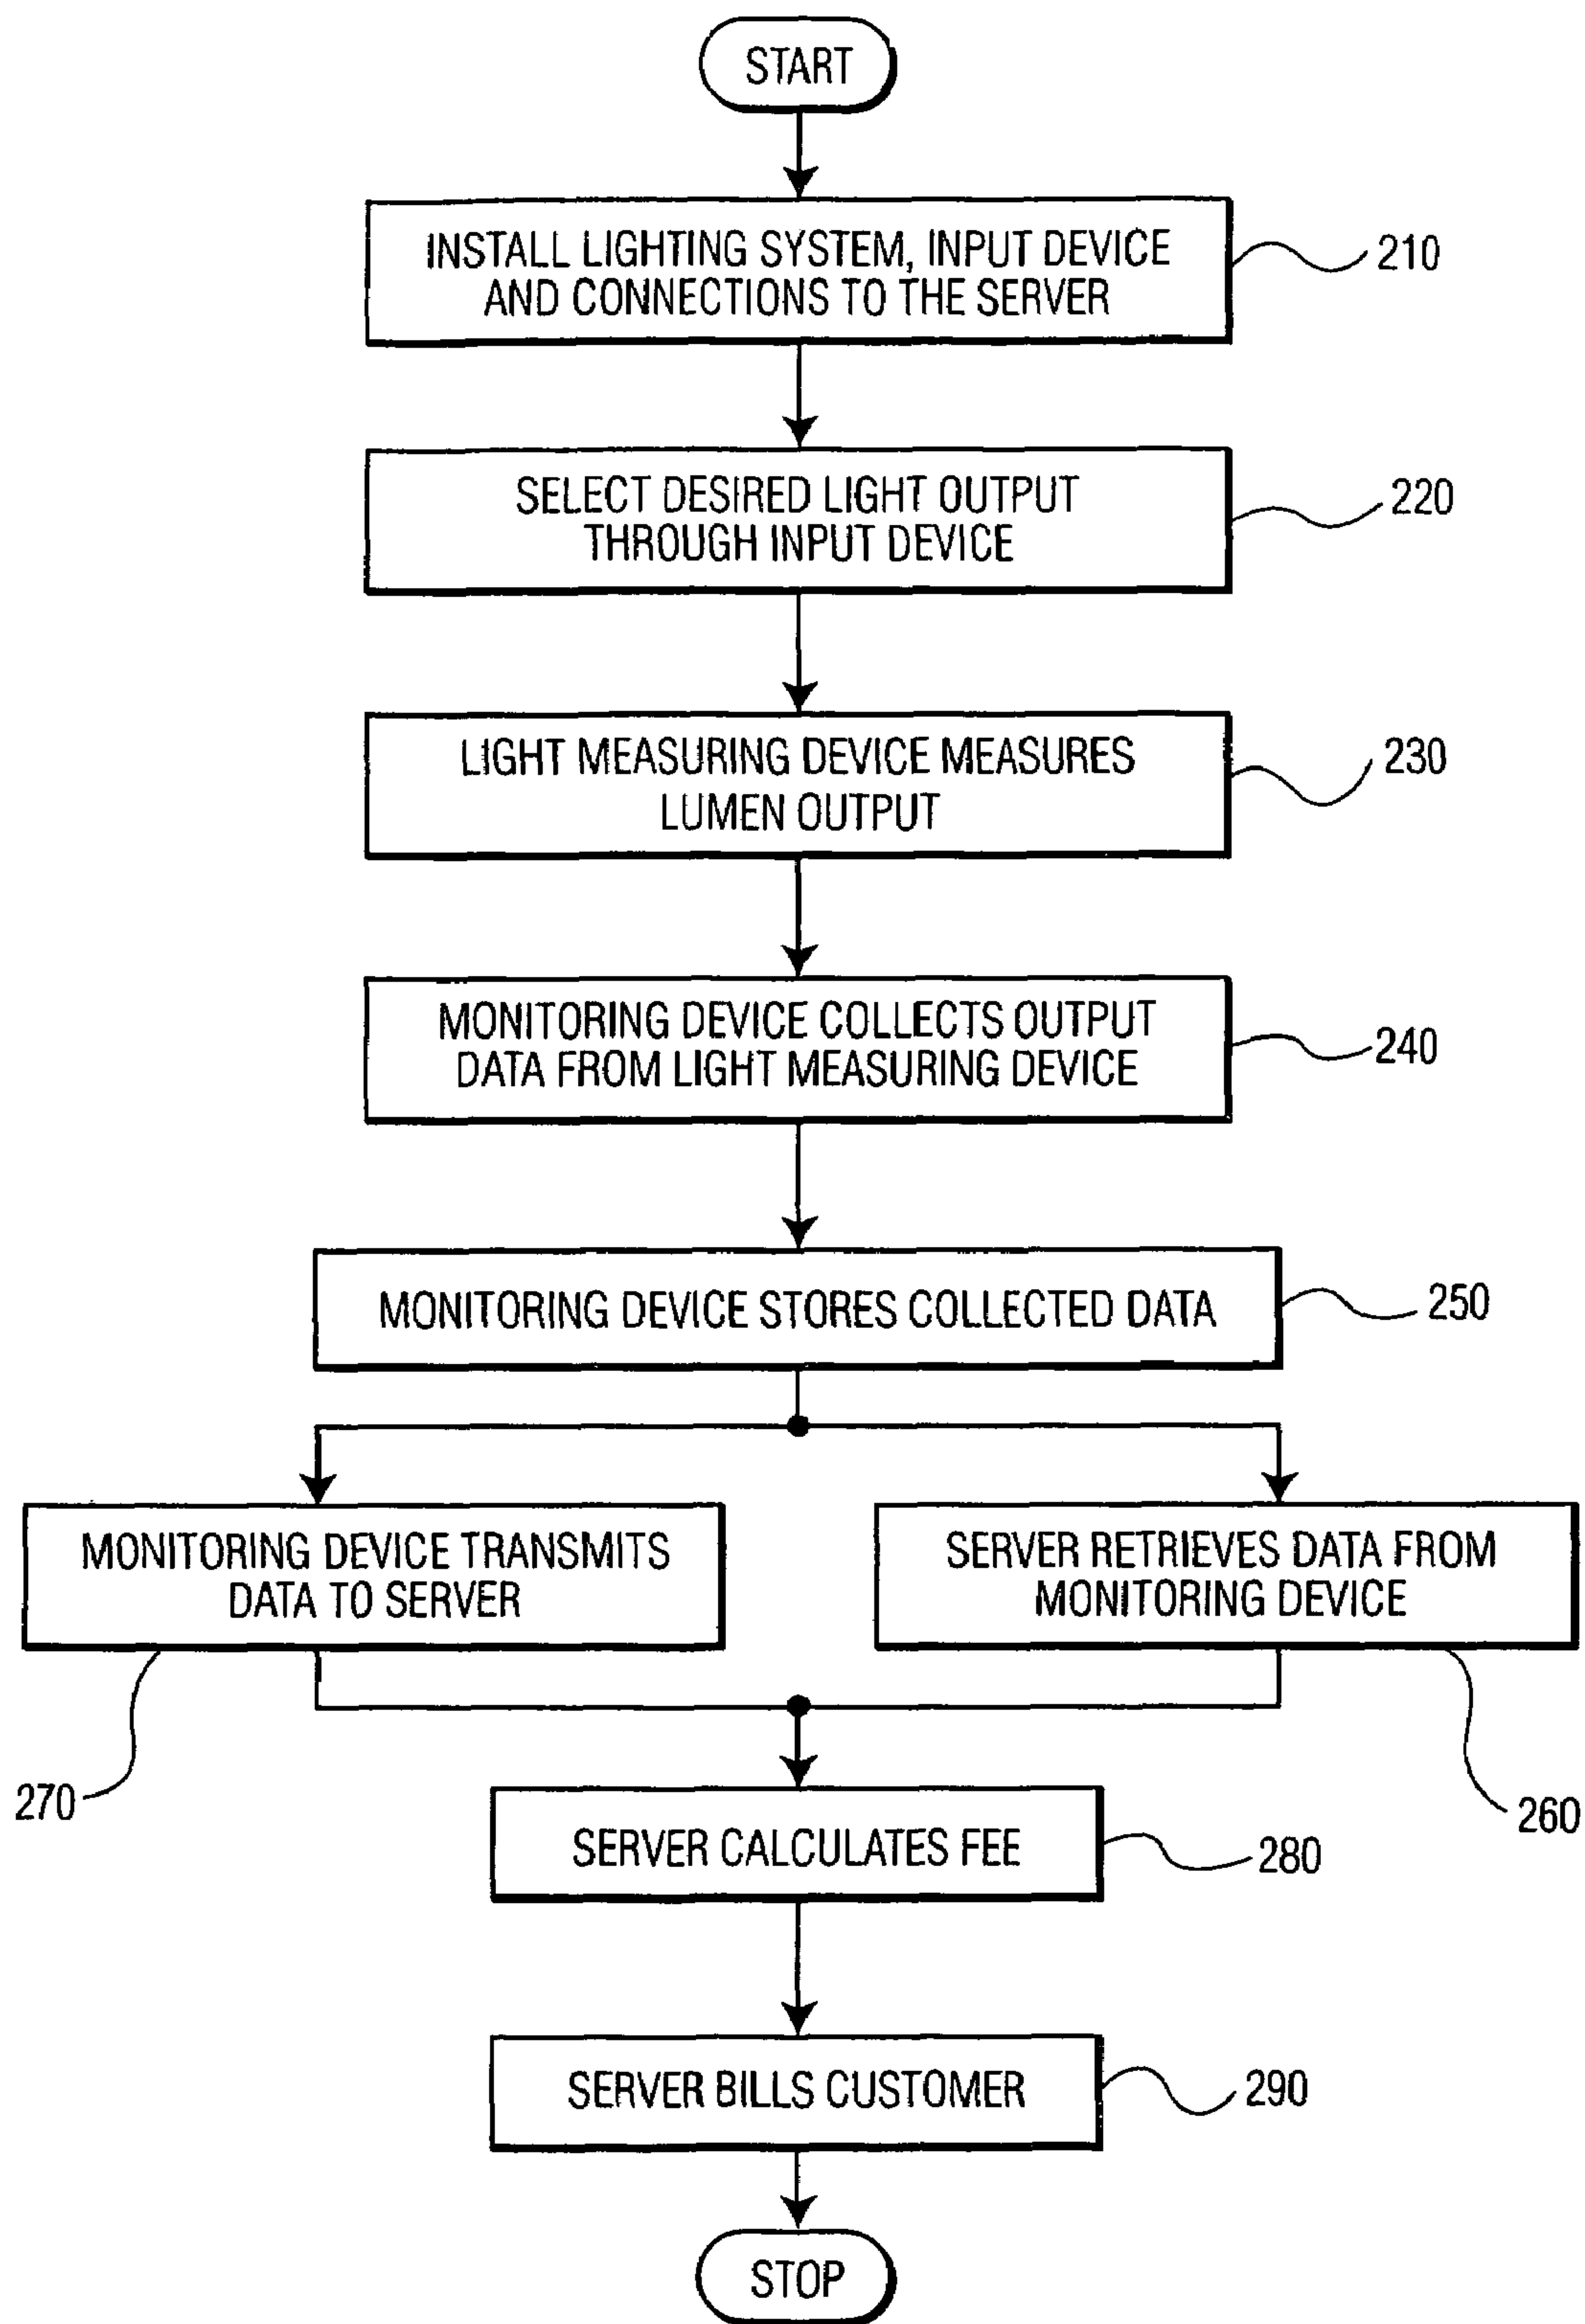 START
INSTALL LIGHTING SYSTEM, INPUT DEVICE
AND CONNECTIONS TO THE SERVER
210
SELECT DESIRED LIGHT OUTPUT
THROUGH INPUT DEVICE
220
LIGHT MEASURING DEVICE MEASURES
LUMEN OUTPUT
230
MONITORING DEVICE COLLECTS OUTPUT
DATA FROM LIGHT MEASURING DEVICE
240
MONITORING DEVICE STORES COLLECTED DATA
250
MONITORING DEVICE TRANSMITS
DATA TO SERVER
270
SERVER RETRIEVES DATA FROM
MONITORING DEVICE
260
SERVER CALCULATES FEE
280
SERVER BILLS CUSTOMER
290
STOP